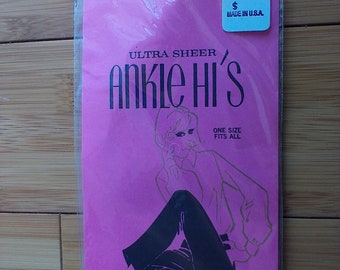 $
MADE IN U.S.A.
ULTRA SHEER
ANKlE HI'S
ONE SIZE
FITS ALL